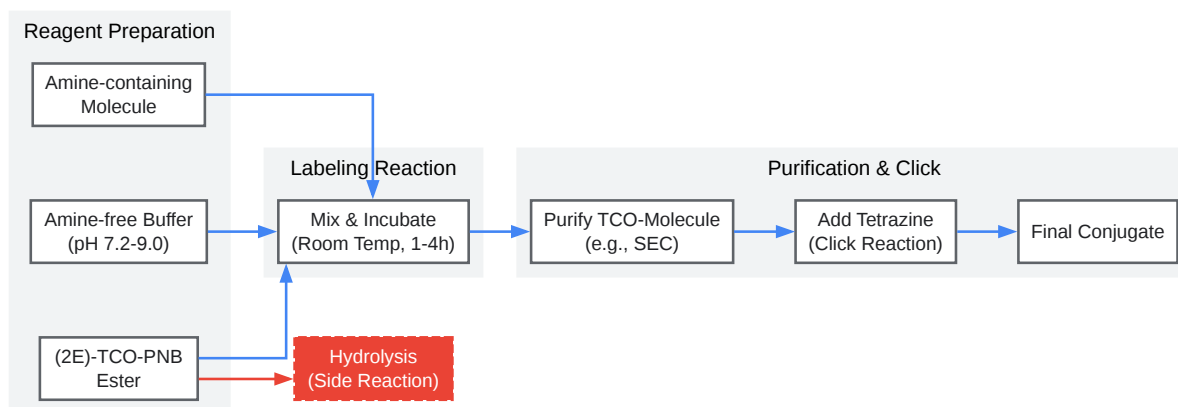 Reagent Preparation
Amine-containing
Molecule
Amine-free Buffer
(pH 7.2-9.0)
(2E)-TCO-PNB
Ester
Labeling Reaction
Mix & Incubate
(Room Temp, 1-4h)
Hydrolysis
(Side Reaction)
Purification & Click
Purify TCO-Molecule
(e.g., SEC)
Add Tetrazine
(Click Reaction)
Final Conjugate